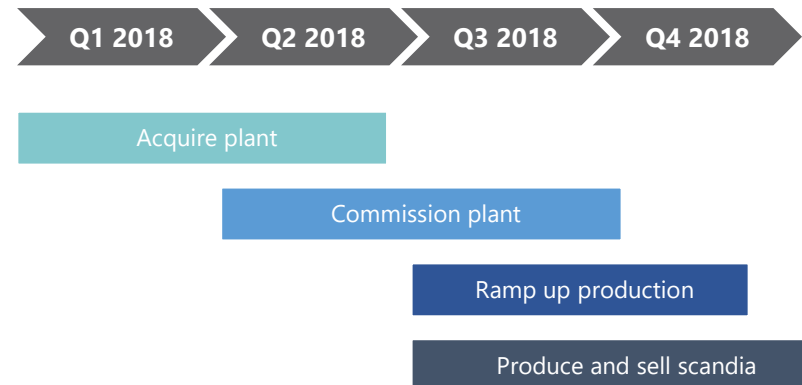 Q1 2018 Q2 2018 Q3 2018 Q4 2018
Acquire plant
Commission plant
Ramp up production
Produce and sell scandia